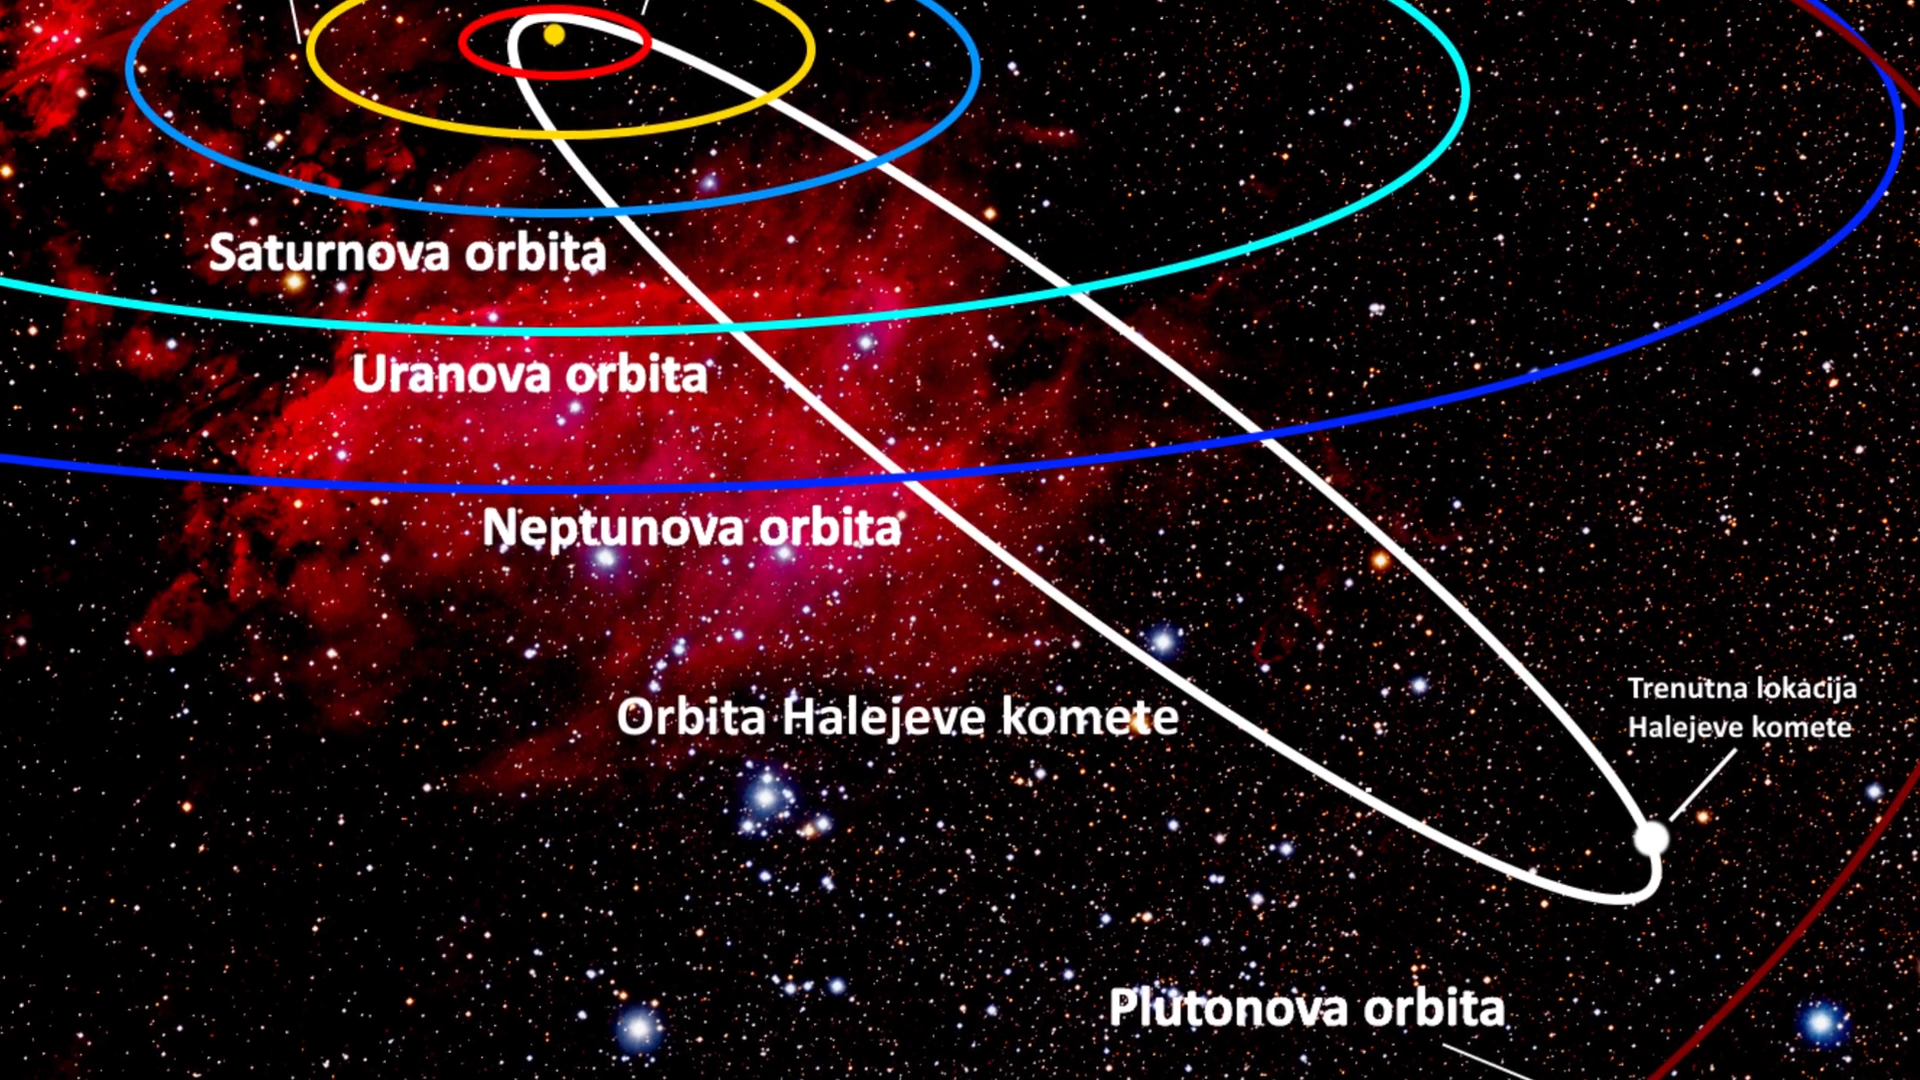 Saturnova orbita
Uranova orbita
Neptunova orbita
Orbita Halejeve komete
Trenutna lokacija
Halejeve komete
Plutonova orbita